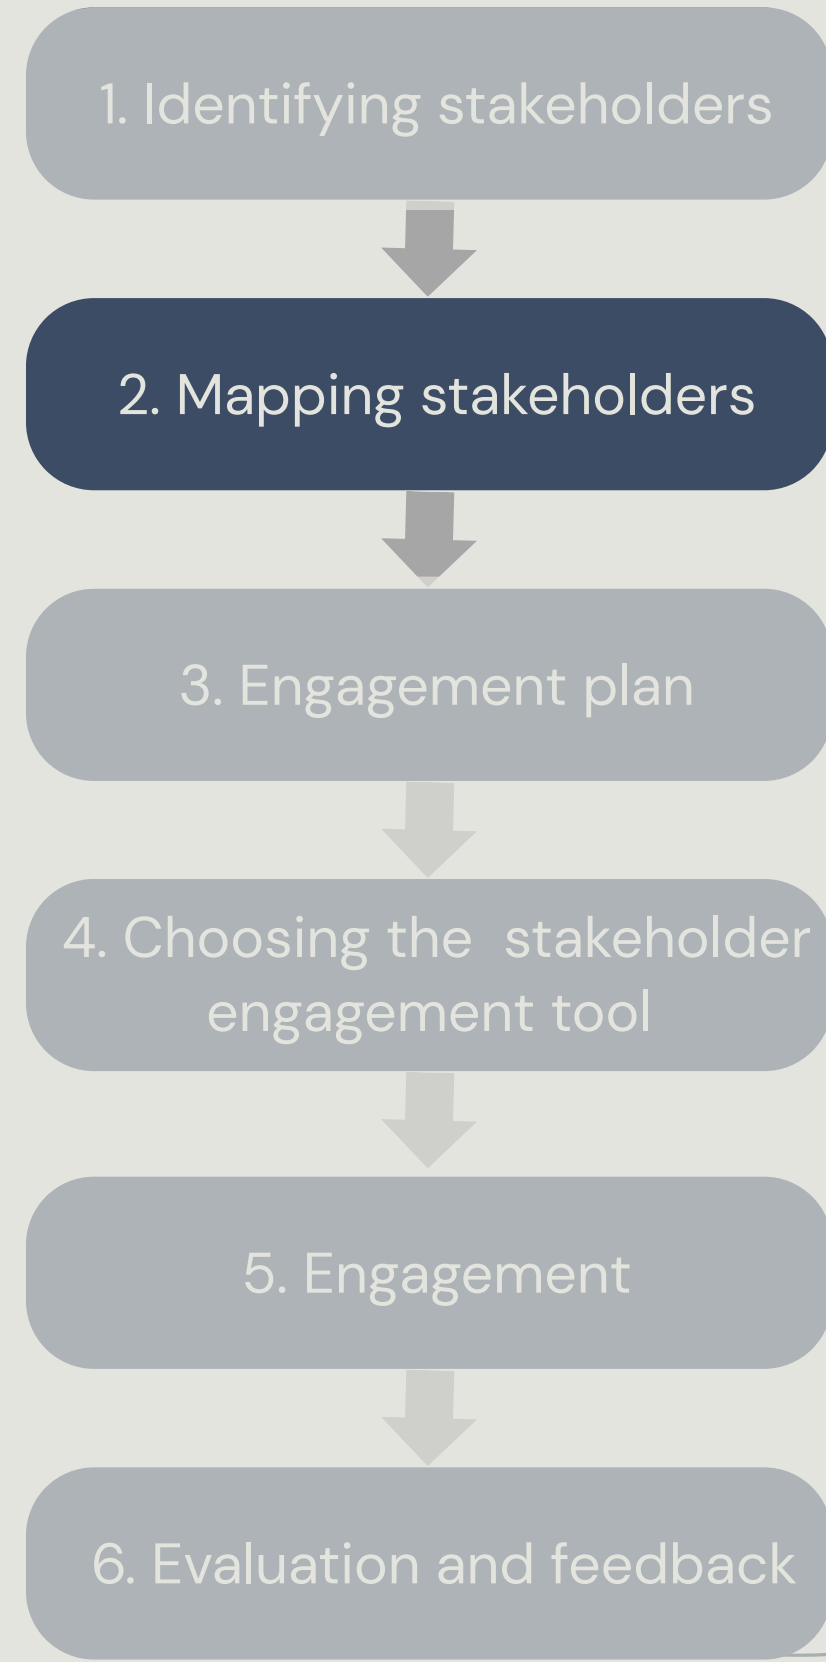 1. Identifying stakeholders
2. Mapping stakeholders
3. Engagement plan
4. Choosing the  stakeholder
engagement tool
5. Engagement
6. Evaluation and feedback